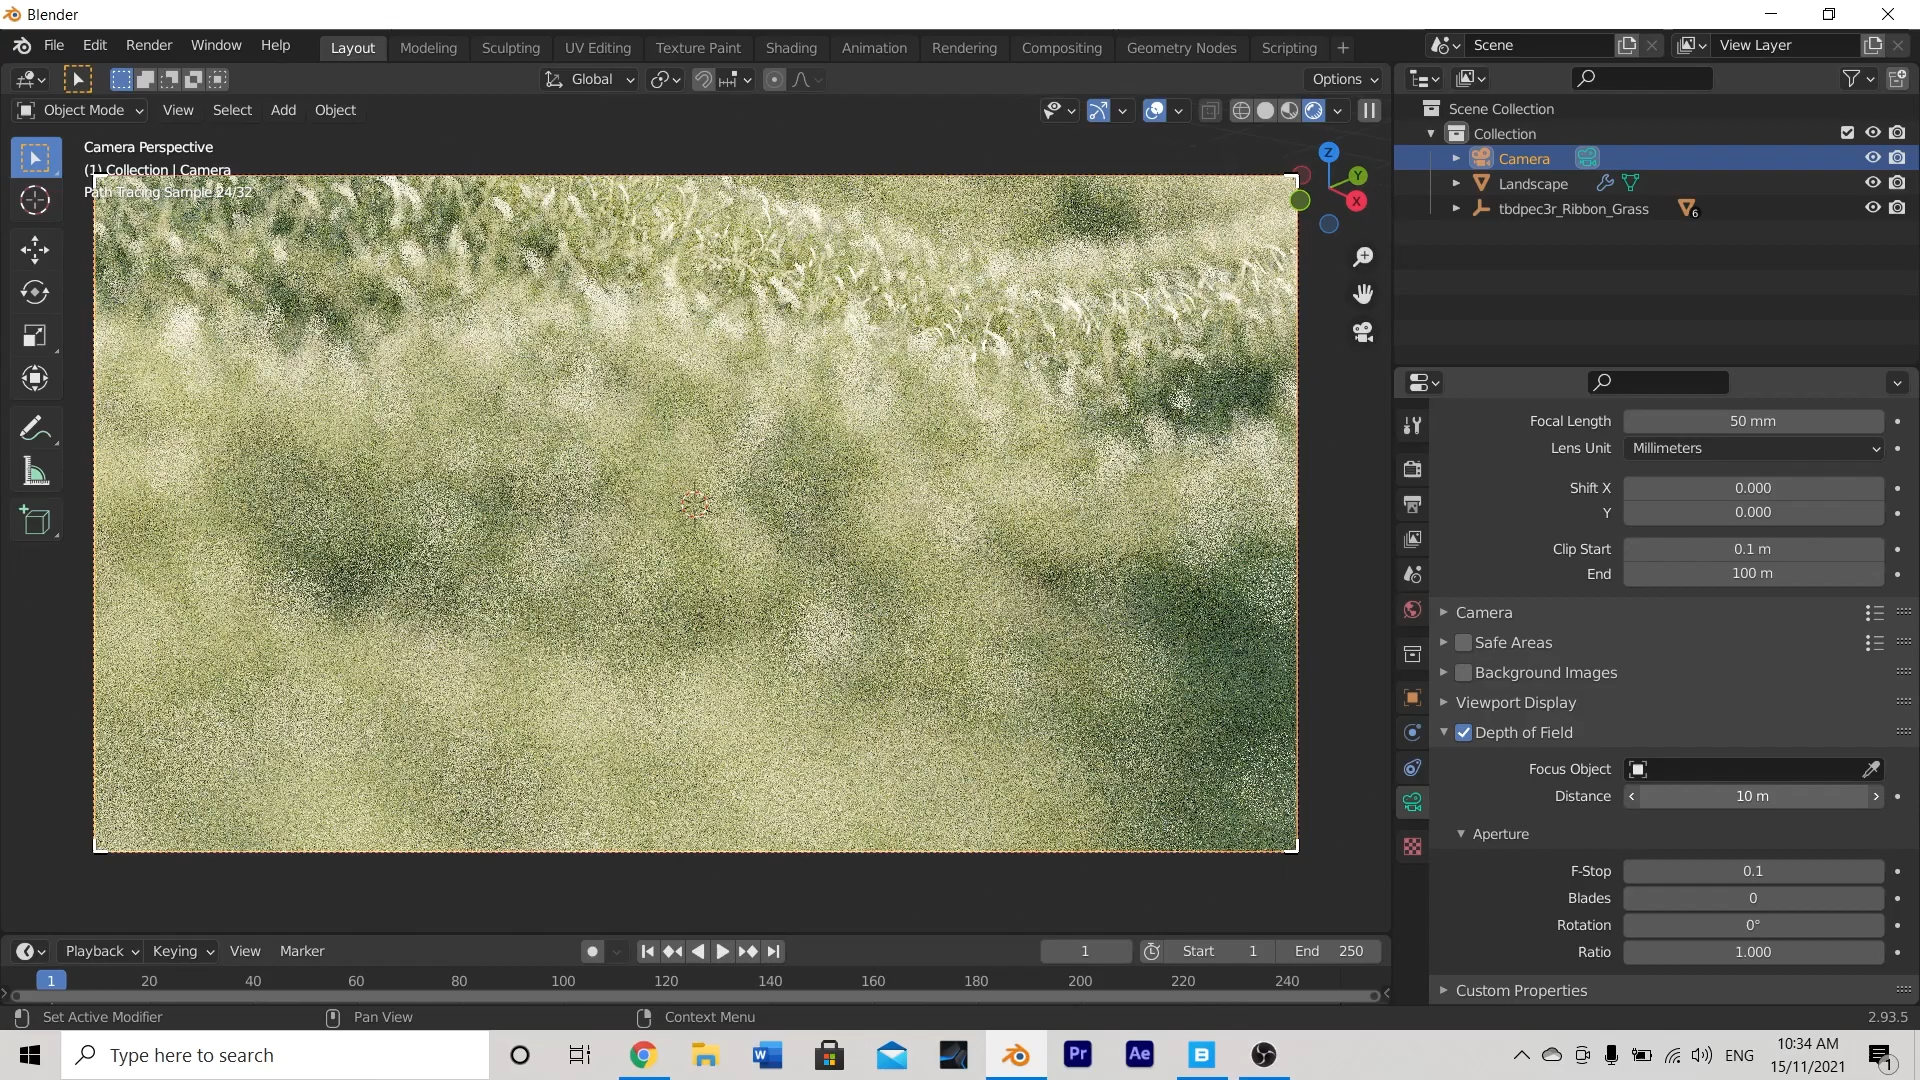 Blender
File Edit Render Window Help
Layout Modeling Sculpting UV Editing Texture Paint Shading Animation Rendering Compositing Geometry Nodes Scripting
Scene
View Layer
Global
Options
Object Mode View Select Add Object
Camera Perspective
(1) Collection | Camera
Path Tracing Sample 24/32
Z
Y
X
Scene Collection
Collection
Camera
Landscape
tbdpec3r_Ribbon_Grass
6
Focal Length 50 mm
Lens Unit Millimeters
Shift X 0.000
Y 0.000
Clip Start 0.1 m
End 100 m
Camera
Safe Areas
Background Images
Viewport Display
Depth of Field
Focus Object
Distance 10 m
Aperture
F-Stop 0.1
Blades 0
Rotation 0°
Ratio 1.000
Custom Properties
Playback Keying View Marker
1 Start 1 End 250
1 20 40 60 80 100 120 140 160 180 200 220 240
Set Active Modifier Pan View Context Menu 2.93.5
Type here to search
W
Pr
Ae
B
ENG
10:34 AM
15/11/2021
1